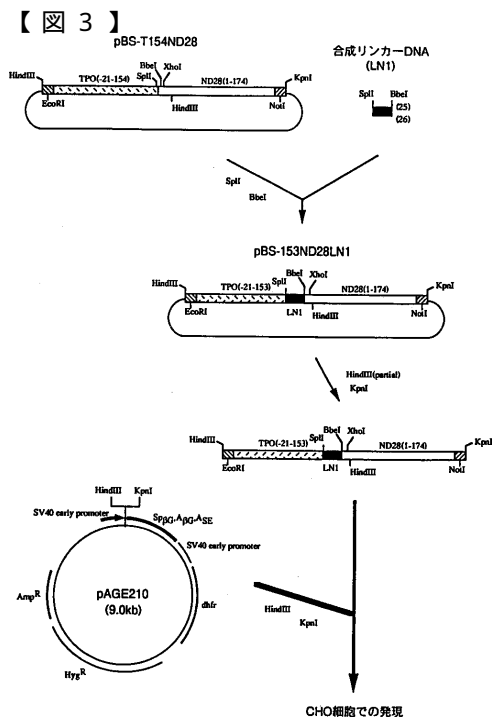 【図3】
pBS-T154ND28
合成リンカーDNA
(LN1)
HindIII
SplI
BbeI
XhoI
KpnI
TPO(-21-154)
ND28(1-174)
EcoRI
HindIII
NotI
SplI
BbeI
(25)
(26)
SplI
BbeI
pBS-153ND28LN1
HindIII
TPO(-21-153)
SplI
BbeI
XhoI
ND28(1-174)
KpnI
EcoRI
LN1
HindIII
NotI
HindIII(partial)
KpnI
HindIII
TPO(-21-153)
SplI
BbeI
XhoI
ND28(1-174)
KpnI
EcoRI
LN1
HindIII
NotI
HindIII
KpnI
SV40 early promoter
SpβG,AβG,ASE
SV40 early promoter
pAGE210
(9.0kb)
AmpR
dhfr
HygR
HindIII
KpnI
CHO細胞での発現